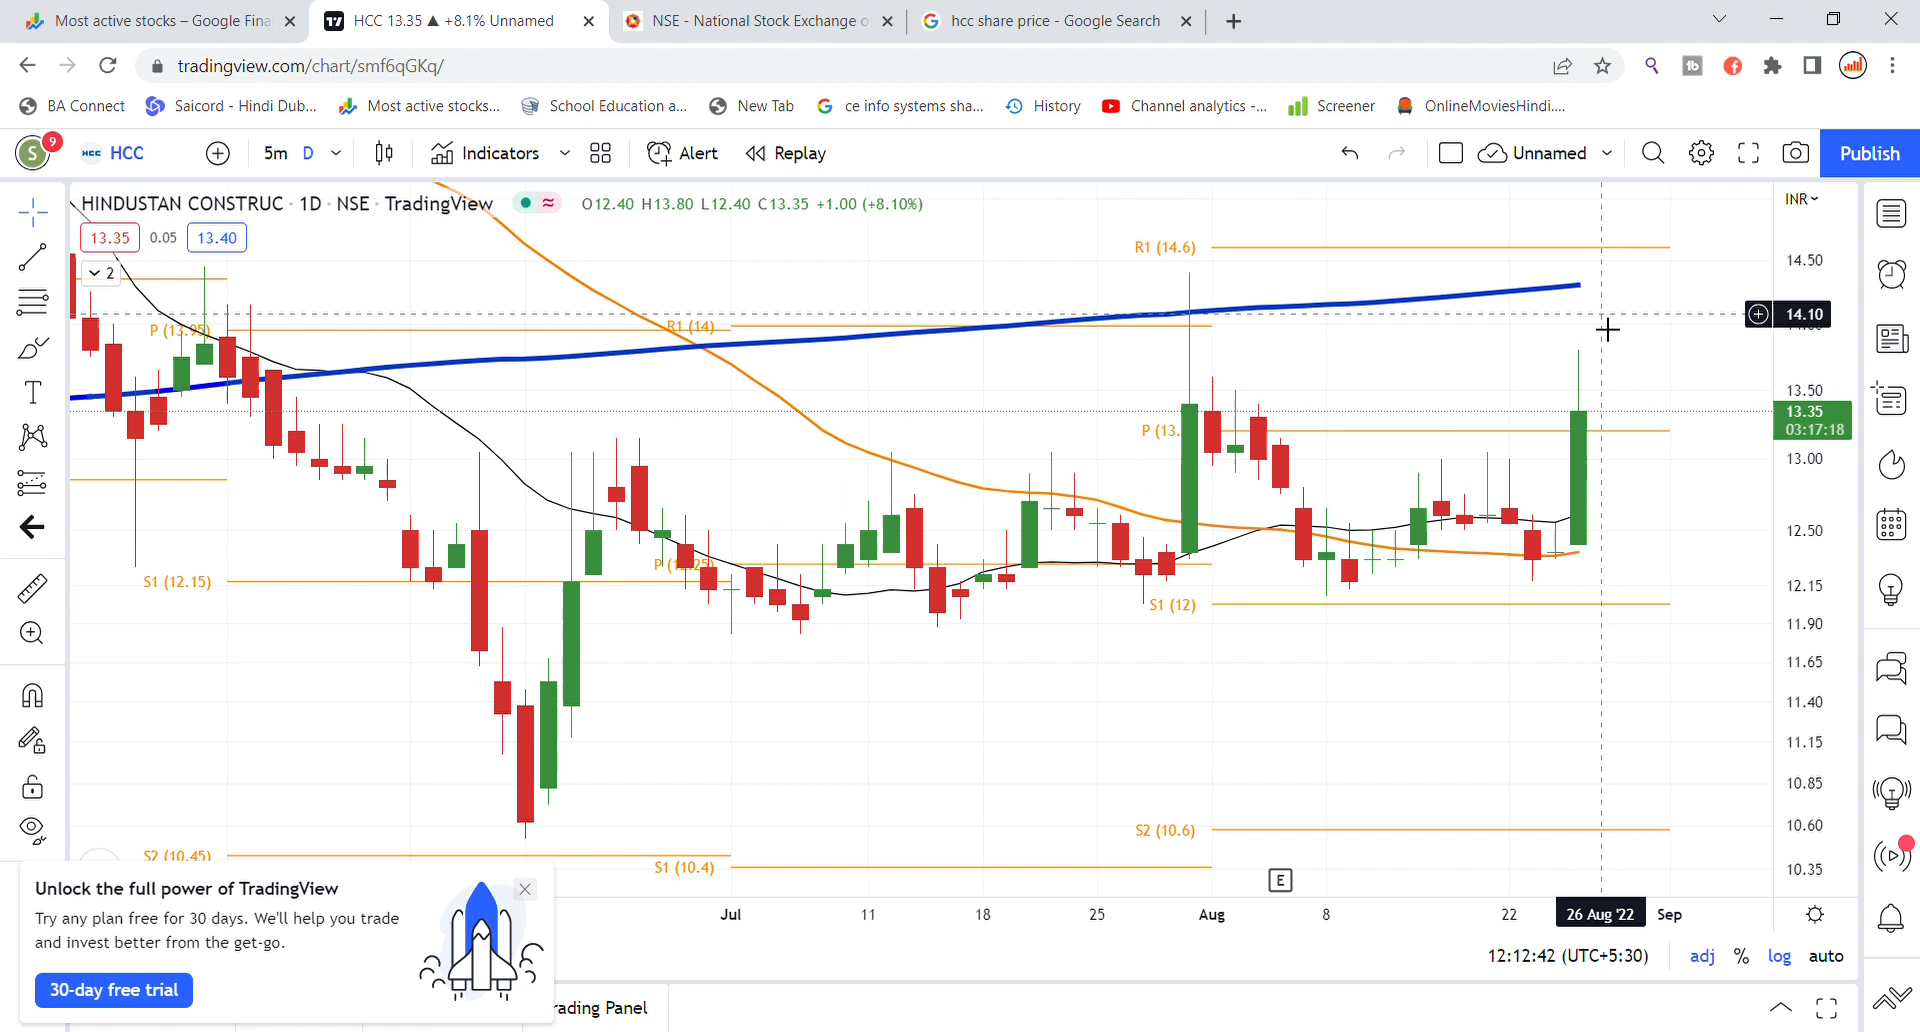 Most active stocks – Google Fina
HCC 13.35 ▲ +8.1% Unnamed
NSE - National Stock Exchange o
hcc share price - Google Search
tradingview.com/chart/smf6qGKq/
BA Connect
Saicord - Hindi Dub...
Most active stocks...
School Education a...
New Tab
ce info systems sha...
History
Channel analytics -...
Screener
OnlineMoviesHindi....
S 9
HCC HCC
5m D
Indicators
Alert
Replay
Unnamed
Publish
HINDUSTAN CONSTRUC · 1D · NSE · TradingView
O12.40 H13.80 L12.40 C13.35 +1.00 (+8.10%)
INR
13.35 0.05 13.40
2
R1 (14.6)
14.50
14.10
P (13.95)
R1 (14)
13.50
13.35
03:17:18
P (13.
13.00
12.50
P (12.25)
S1 (12.15)
12.15
S1 (12)
11.90
11.65
11.40
11.15
10.85
10.60
S2 (10.6)
S2 (10.45)
S1 (10.4)
10.35
E
Jul 11 18 25 Aug 8 22 26 Aug '22 Sep
Unlock the full power of TradingView
Try any plan free for 30 days. We'll help you trade
and invest better from the get-go.
30-day free trial
12:12:42 (UTC+5:30) adj % log auto
rading Panel